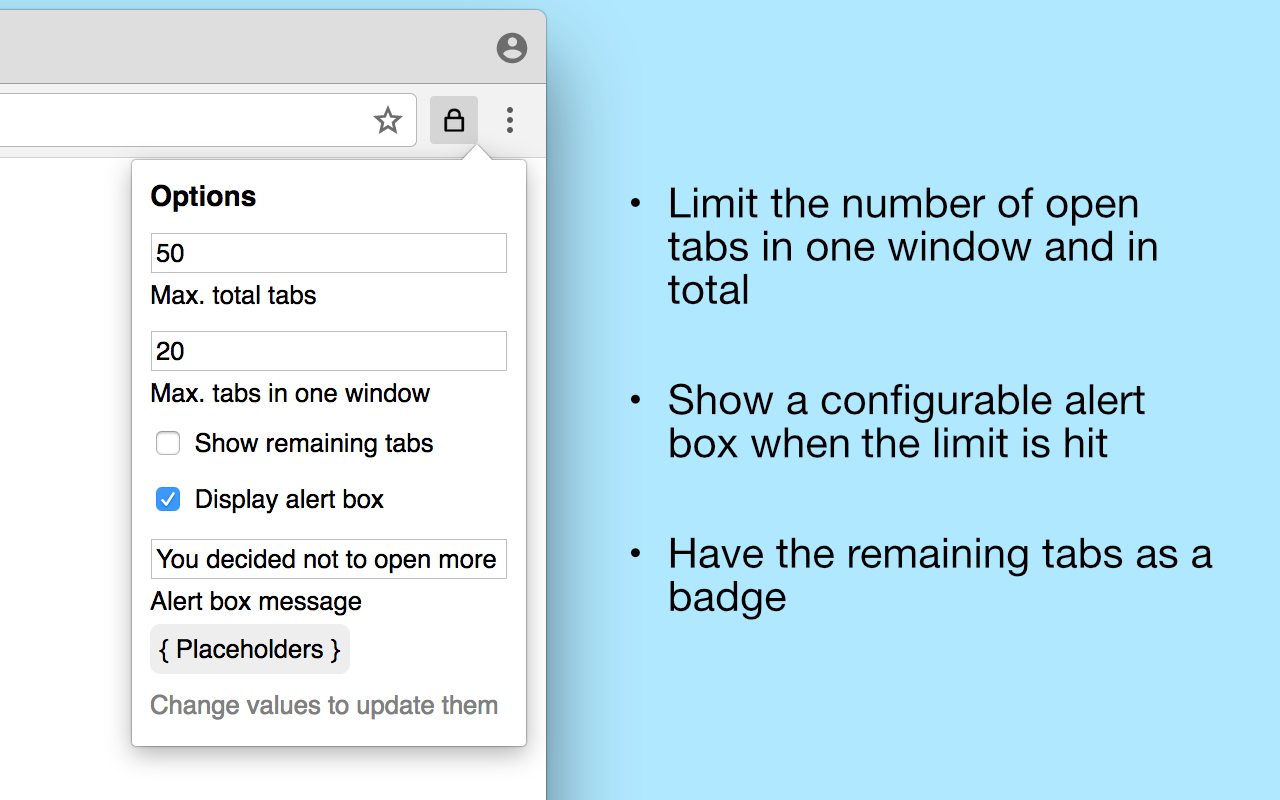 Options
50
Max. total tabs
20
Max. tabs in one window
Show remaining tabs
Display alert box
You decided not to open more
Alert box message
{ Placeholders }
Change values to update them
• Limit the number of open
tabs in one window and in
total
• Show a configurable alert
box when the limit is hit
• Have the remaining tabs as a
badge